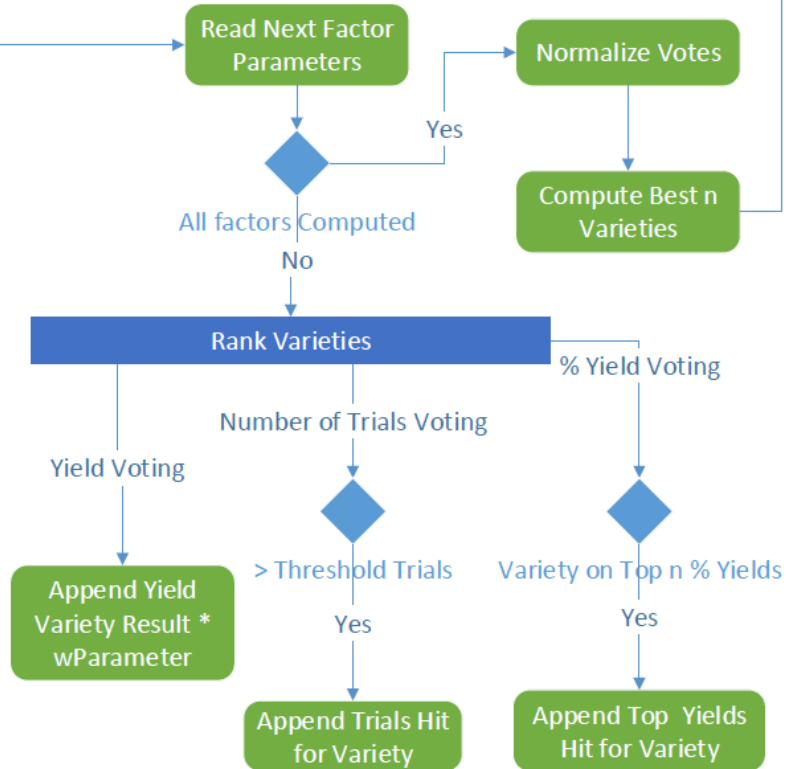 Read Next Factor
Parameters
Normalize Votes
Yes
Compute Best n
Varieties
All factors Computed
No
Rank Varieties
% Yield Voting
Number of Trials Voting
Yield Voting
> Threshold Trials
Variety on Top n % Yields
Append Yield
Variety Result *
wParameter
Yes
Yes
Append Trials Hit
for Variety
Append Top Yields
Hit for Variety